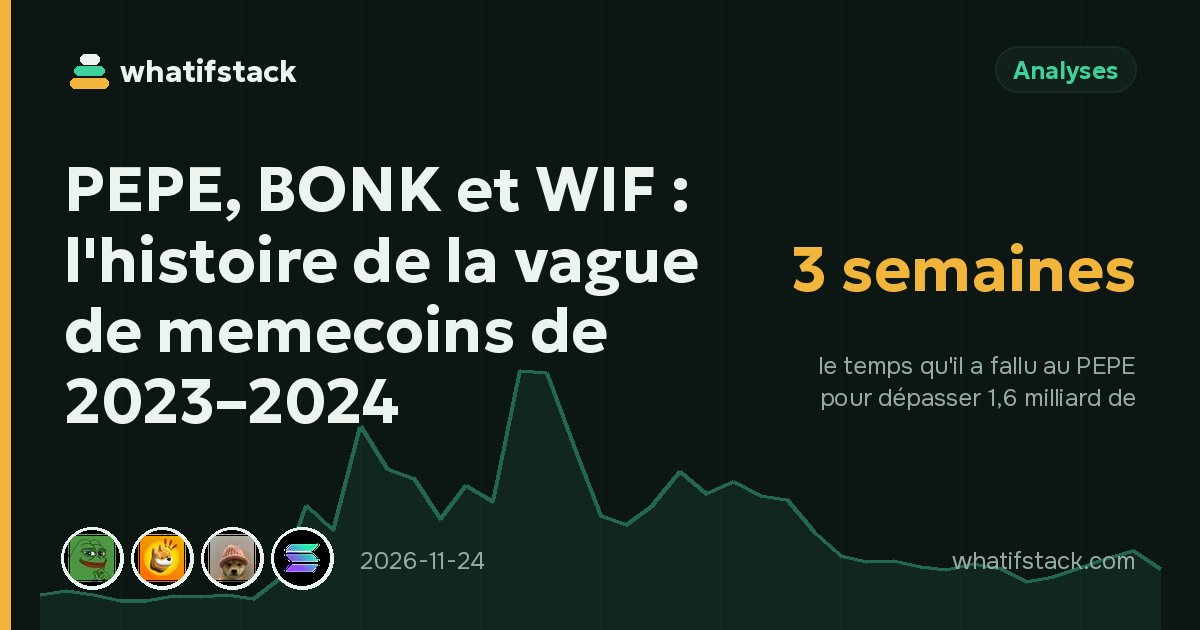 whatifstack
Analyses
PEPE, BONK et WIF :
l'histoire de la vague
de memecoins de
2023–2024
3 semaines
le temps qu'il a fallu au PEPE
pour dépasser 1,6 milliard de
2026-11-24
whatifstack.com